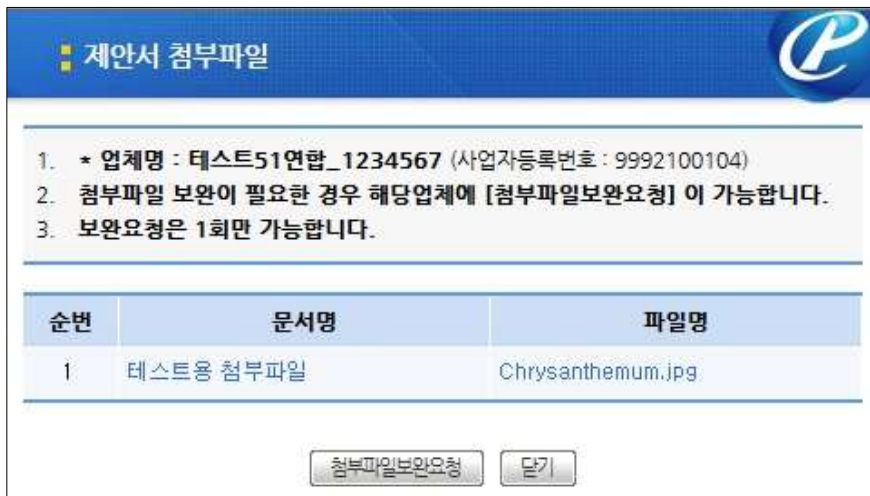 제안서 첨부파일
1. * 업체명 : 테스트51연합_1234567 (사업자등록번호 : 9992100104)
2. 첨부파일 보완이 필요한 경우 해당업체에 [첨부파일보완요청] 이 가능합니다.
3. 보완요청은 1회만 가능합니다.
순번 문서명 파일명
1 테스트용 첨부파일 Chrysanthemum.jpg
첨부파일보완요청 닫기